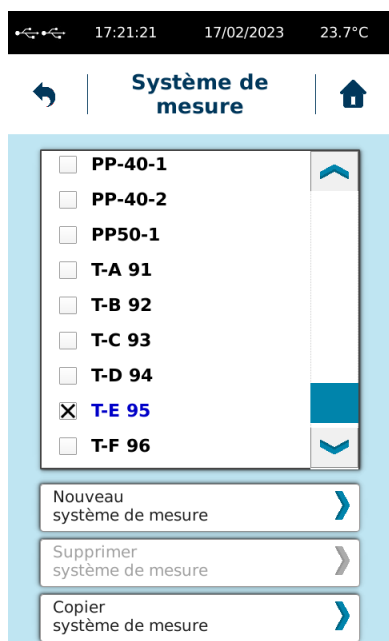 17:21:21 17/02/2023 23.7°C
Système de
mesure
PP-40-1
PP-40-2
PP50-1
T-A 91
T-B 92
T-C 93
T-D 94
T-E 95
T-F 96
Nouveau
système de mesure
Supprimer
système de mesure
Copier
système de mesure